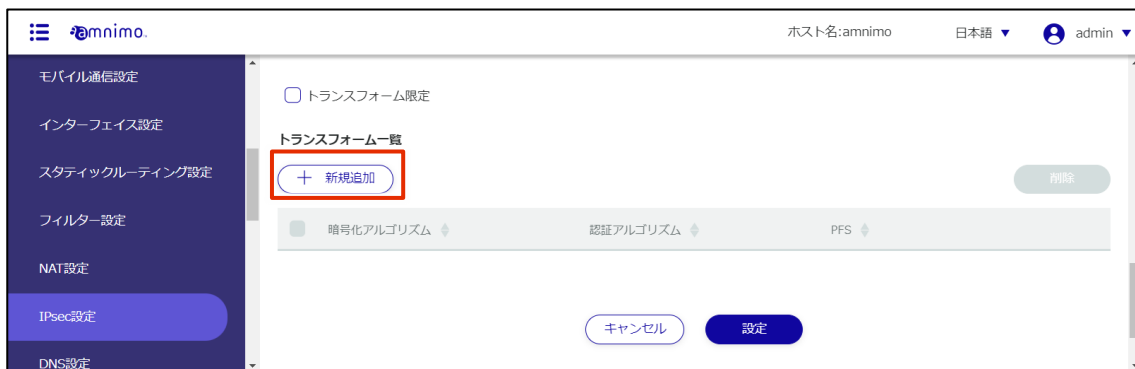 amnimo.
ホスト名:amnimo
日本語 ▼
admin ▼
モバイル通信設定
インターフェイス設定
スタティックルーティング設定
フィルター設定
NAT設定
IPsec設定
DNS設定
トランスフォーム限定
トランスフォーム一覧
＋ 新規追加
削除
暗号化アルゴリズム
認証アルゴリズム
PFS
キャンセル
設定